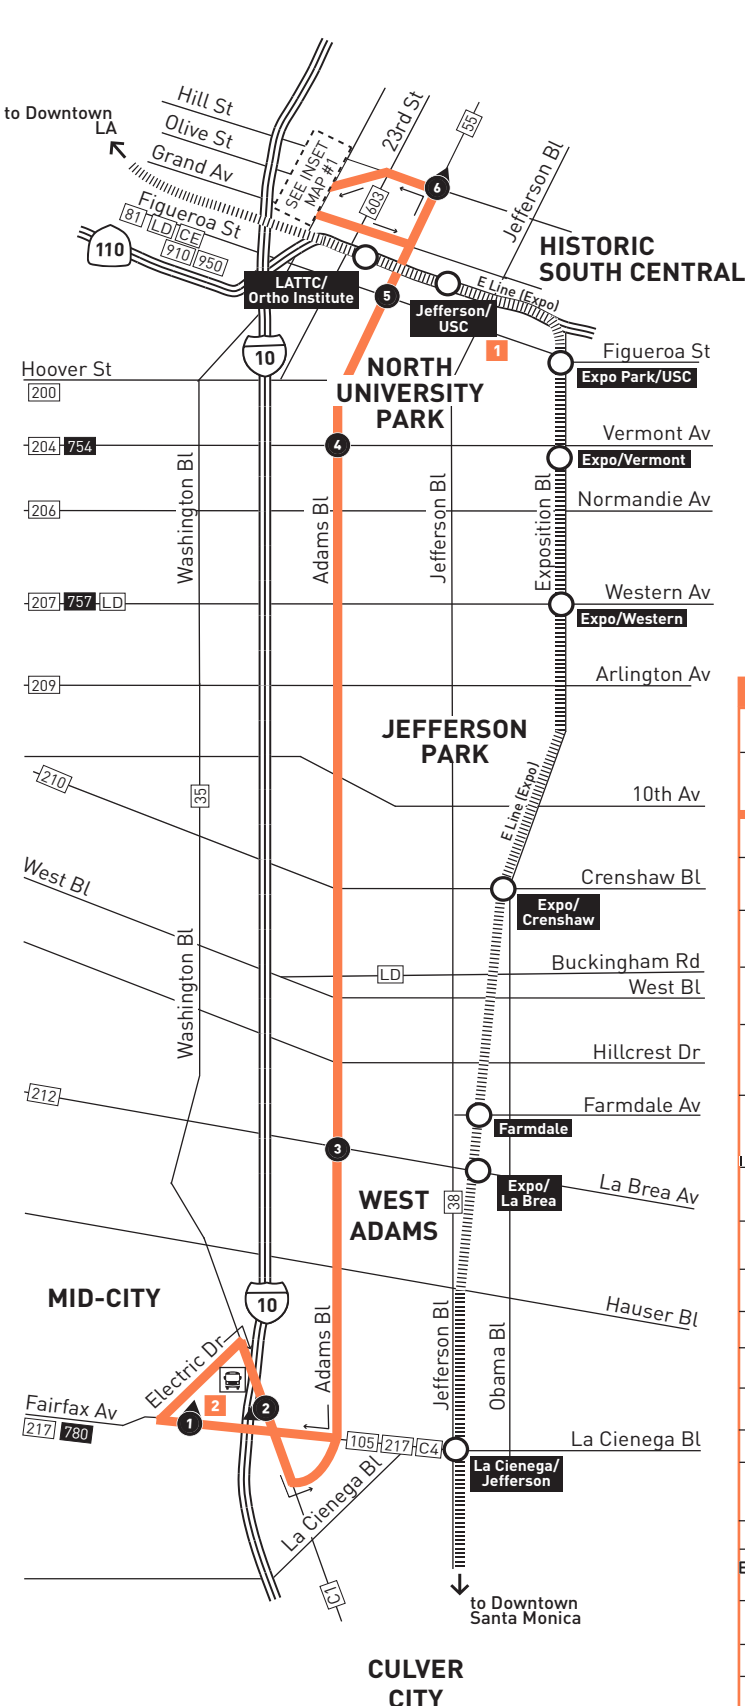 Hill St
to Downtown
LA
Olive St
Grand Av
23rd St
55
SEE INSET
MAP #1
603
6
Jefferson Bl
Figueroa St
81 LD CE
910 950
110
HISTORIC
SOUTH CENTRAL
LATTC/
Ortho Institute
5
E Line (Expo)
Jefferson/
USC
1
10
Figueroa St
Expo Park/USC
Hoover St
200
NORTH
UNIVERSITY
PARK
204 754
4
Vermont Av
Expo/Vermont
Washington Bl
Adams Bl
Jefferson Bl
Exposition Bl
206
Normandie Av
207 757 LD
Western Av
Expo/Western
209
Arlington Av
JEFFERSON
PARK
210
35
E Line (Expo)
10th Av
West Bl
Crenshaw Bl
Expo/
Crenshaw
Washington Bl
LD
Buckingham Rd
West Bl
Hillcrest Dr
212
Farmdale Av
Farmdale
3
Expo/
La Brea
La Brea Av
WEST
ADAMS
38
MID-CITY
10
Hauser Bl
Electric Dr
Adams Bl
Jefferson Bl
Obama Bl
Fairfax Av
217 780
1
2
2
105 217 C4
La Cienega Bl
La Cienega/
Jefferson
La Cienega Bl
C1
to Downtown
Santa Monica
CULVER
CITY